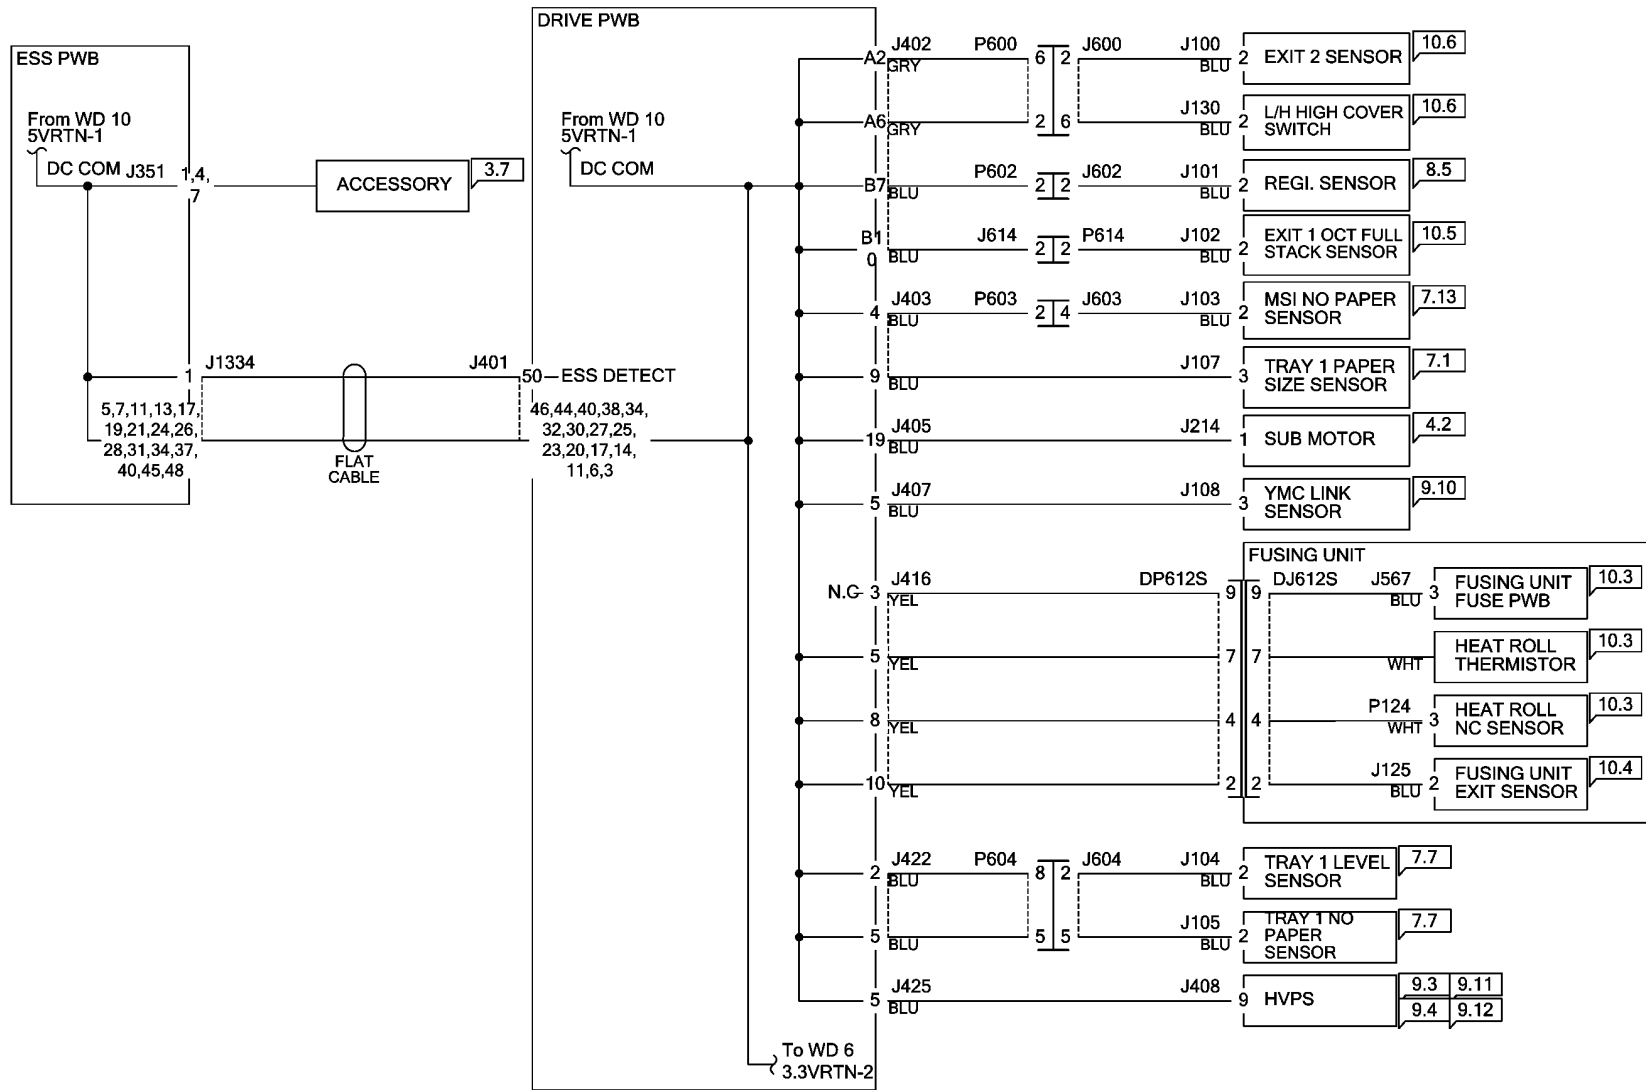 DRIVE PWB
ESS PWB
From WD 10
5VRTN-1
DC COM
J351
1,4,
7
ACCESSORY
3.7
From WD 10
5VRTN-1
DC COM
A2
J402
GRY
P600
6
2
J600
J100
BLU
2
EXIT 2 SENSOR
10.6
A6
GRY
2
6
J130
BLU
2
L/H HIGH COVER
SWITCH
10.6
B7
BLU
P602
2
2
J602
J101
BLU
2
REGI. SENSOR
8.5
B1
0
BLU
J614
2
2
P614
J102
BLU
2
EXIT 1 OCT FULL
STACK SENSOR
10.5
4
J403
BLU
P603
2
4
J603
J103
BLU
2
MSI NO PAPER
SENSOR
7.13
1
J1334
J401
50
ESS DETECT
9
BLU
J107
3
TRAY 1 PAPER
SIZE SENSOR
7.1
5,7,11,13,17,
19,21,24,26,
28,31,34,37,
40,45,48
FLAT
CABLE
46,44,40,38,34,
32,30,27,25,
23,20,17,14,
11,6,3
19
J405
BLU
J214
1
SUB MOTOR
4.2
5
J407
BLU
J108
3
YMC LINK
SENSOR
9.10
FUSING UNIT
N.C
3
J416
YEL
DP612S
9
9
DJ612S
J567
BLU
3
FUSING UNIT
FUSE PWB
10.3
5
YEL
7
7
WHT
HEAT ROLL
THERMISTOR
10.3
8
YEL
4
4
P124
WHT
3
HEAT ROLL
NC SENSOR
10.3
10
YEL
2
2
J125
BLU
2
FUSING UNIT
EXIT SENSOR
10.4
2
J422
BLU
P604
8
2
J604
J104
BLU
2
TRAY 1 LEVEL
SENSOR
7.7
5
BLU
5
5
J105
BLU
2
TRAY 1 NO
PAPER
SENSOR
7.7
5
J425
BLU
J408
9
HVPS
9.3
9.11
9.4
9.12
To WD 6
3.3VRTN-2